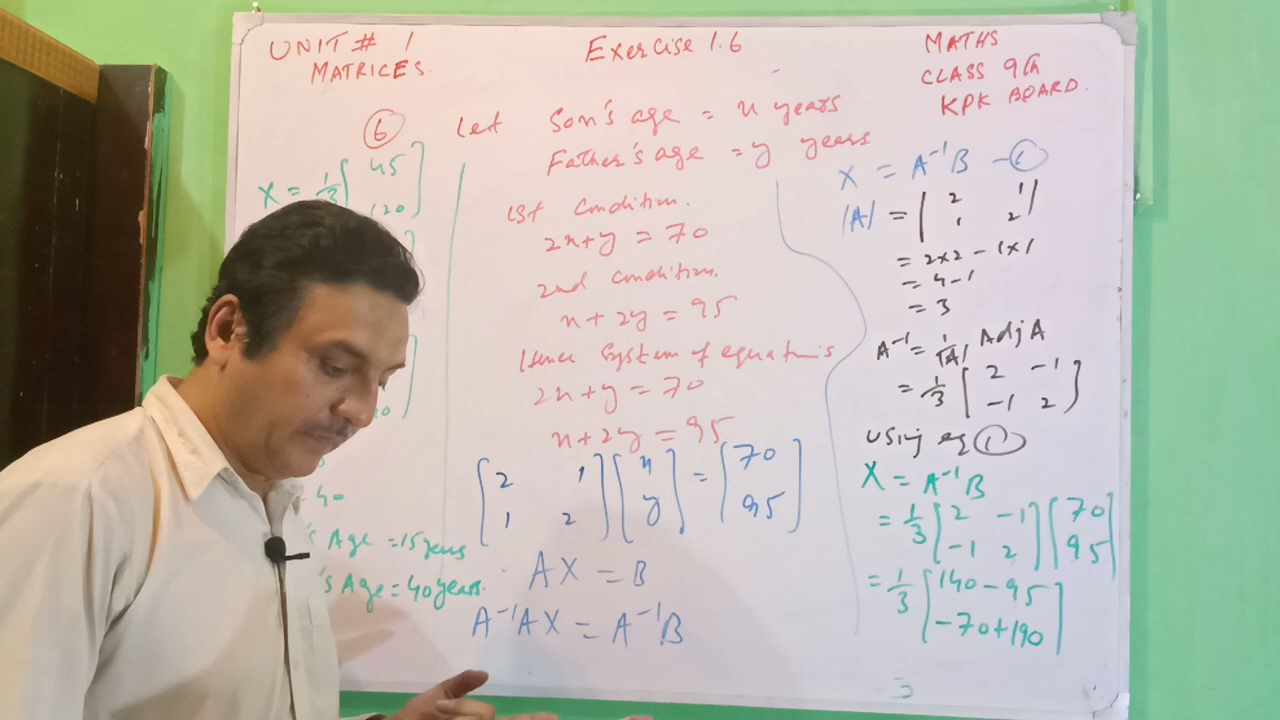 UNIT # 1
MATRICES.
Exercise 1.6
MATHS
CLASS 9th
KPK BOARD.
6
X = 1/3 [45
120]
40
's Age = 15 years
's Age = 40 years.
Let Son's age = x years
Father's age = y years
1st Condition.
2x+y = 70
2nd Condition.
x + 2y = 95
Hence System of equations
2x+y = 70
x+2y = 95
[2 1 [x = [70
1 2] y] 95]
AX = B
A⁻¹AX = A⁻¹B
X = A⁻¹B - 1
|A| = |2 1
1 2|
= 2x2 - 1x1
= 4-1
= 3
A⁻¹ = 1/|A| Adj A
= 1/3 [2 -1
-1 2]
using eq 1
X = A⁻¹B
= 1/3 [2 -1 [70
-1 2] 95]
= 1/3 [140 - 95
-70+190]